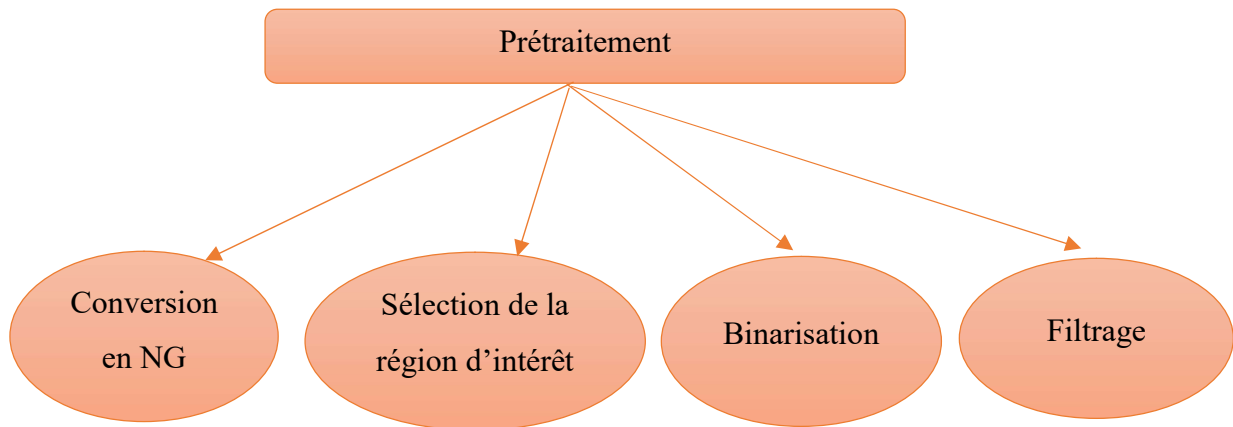 Prétraitement
Conversion
en NG
Sélection de la
région d’intérêt
Binarisation
Filtrage